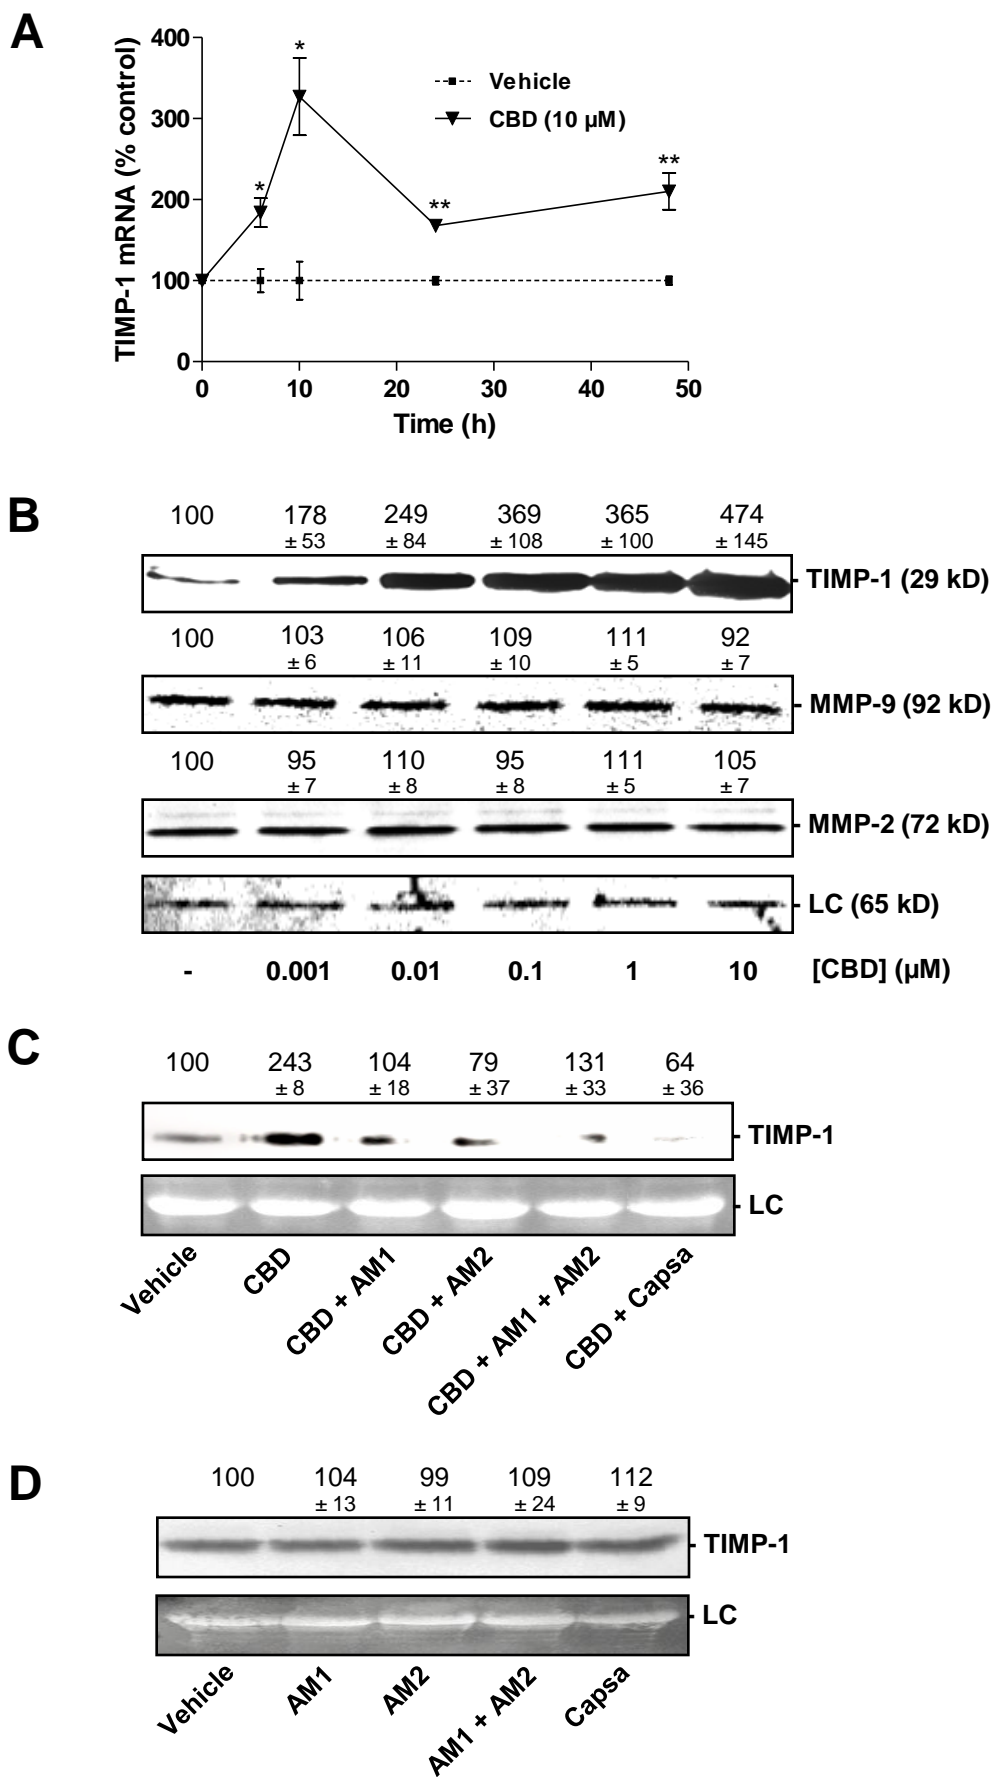 A
TIMP-1 mRNA (% control)
400
300
200
100
0
*
*
**
**
Vehicle
CBD (10 µM)
0 10 20 30 40 50
Time (h)
B
100 178 249 369 365 474
± 53 ± 84 ± 108 ± 100 ± 145
TIMP-1 (29 kD)
100 103 106 109 111 92
± 6 ± 11 ± 10 ± 5 ± 7
MMP-9 (92 kD)
100 95 110 95 111 105
± 7 ± 8 ± 8 ± 5 ± 7
MMP-2 (72 kD)
LC (65 kD)
- 0.001 0.01 0.1 1 10 [CBD] (µM)
C
100 243 104 79 131 64
± 8 ± 18 ± 37 ± 33 ± 36
TIMP-1
LC
Vehicle
CBD
CBD + AM1
CBD + AM2
CBD + AM1 + AM2
CBD + Capsa
D
100 104 99 109 112
± 13 ± 11 ± 24 ± 9
TIMP-1
LC
Vehicle
AM1
AM2
AM1 + AM2
Capsa